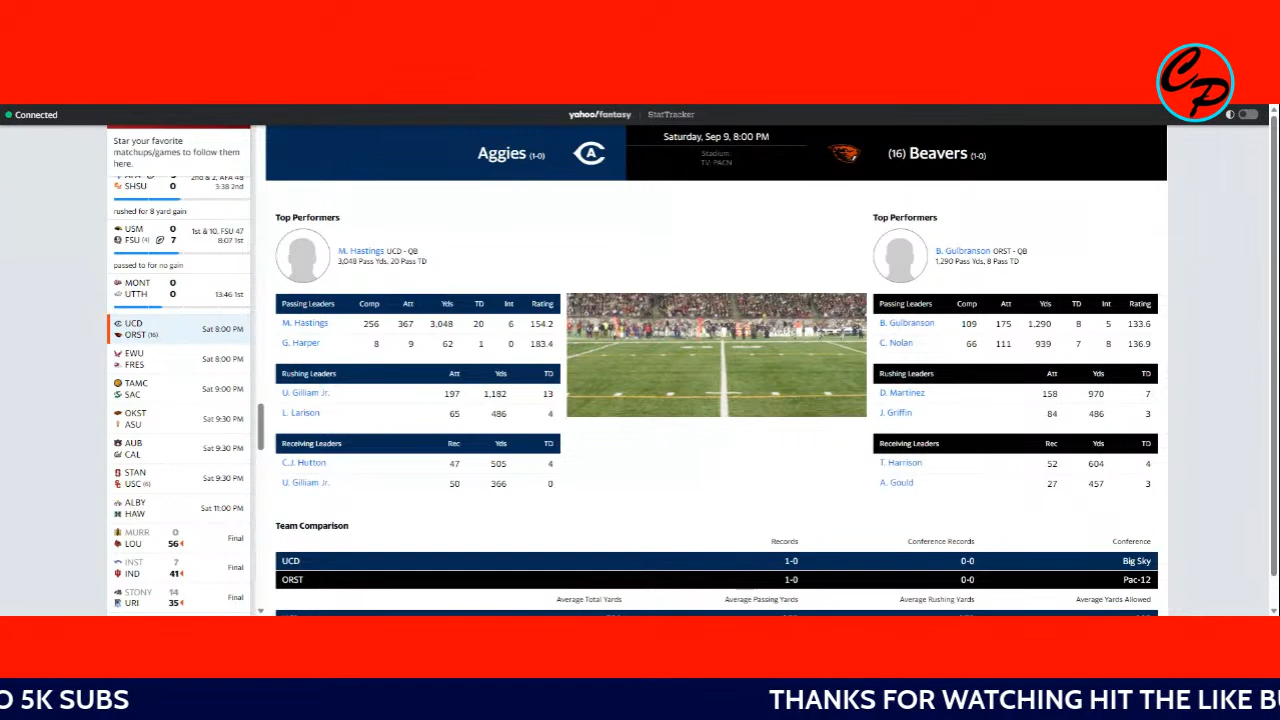 CP
Connected
yahoo!fantasy | StatTracker
Star your favorite
matchups/games to follow them
here.
2nd & 2, AFA 48
SHSU 0 3:38 2nd
rushed for 8 yard gain
USM 0 1st & 10, FSU 47
FSU (4) 7 8:07 1st
passed to for no gain
MONT 0
UTTH 0 13:46 1st
UCD
ORST (16) Sat 8:00 PM
EWU
FRES Sat 8:00 PM
TAMC
SAC Sat 9:00 PM
OKST
ASU Sat 9:30 PM
AUB
CAL Sat 9:30 PM
STAN
USC (6) Sat 9:30 PM
ALBY
HAW Sat 11:00 PM
MURR 0
LOU 56 Final
INST 7
IND 41 Final
STONY 14
URI 35 Final
Aggies (1-0)
Saturday, Sep 9, 8:00 PM
Stadium:
TV: PACN
(16) Beavers (1-0)
Top Performers
M. Hastings UCD - QB
3,048 Pass Yds, 20 Pass TD
Passing Leaders Comp Att Yds TD Int Rating
M. Hastings 256 367 3,048 20 6 154.2
G. Harper 8 9 62 1 0 183.4
Rushing Leaders Att Yds TD
U. Gilliam Jr. 197 1,182 13
L. Larison 65 486 4
Receiving Leaders Rec Yds TD
C.J. Hutton 47 505 4
U. Gilliam Jr. 50 366 0
Top Performers
B. Gulbranson ORST - QB
1,290 Pass Yds, 8 Pass TD
Passing Leaders Comp Att Yds TD Int Rating
B. Gulbranson 109 175 1,290 8 5 133.6
C. Nolan 66 111 939 7 8 136.9
Rushing Leaders Att Yds TD
D. Martinez 158 970 7
J. Griffin 84 486 3
Receiving Leaders Rec Yds TD
T. Harrison 52 604 4
A. Gould 27 457 3
Team Comparison
Records Conference Records Conference
UCD 1-0 0-0 Big Sky
ORST 1-0 0-0 Pac-12
Average Total Yards Average Passing Yards Average Rushing Yards Average Yards Allowed
O 5K SUBS THANKS FOR WATCHING HIT THE LIKE BU